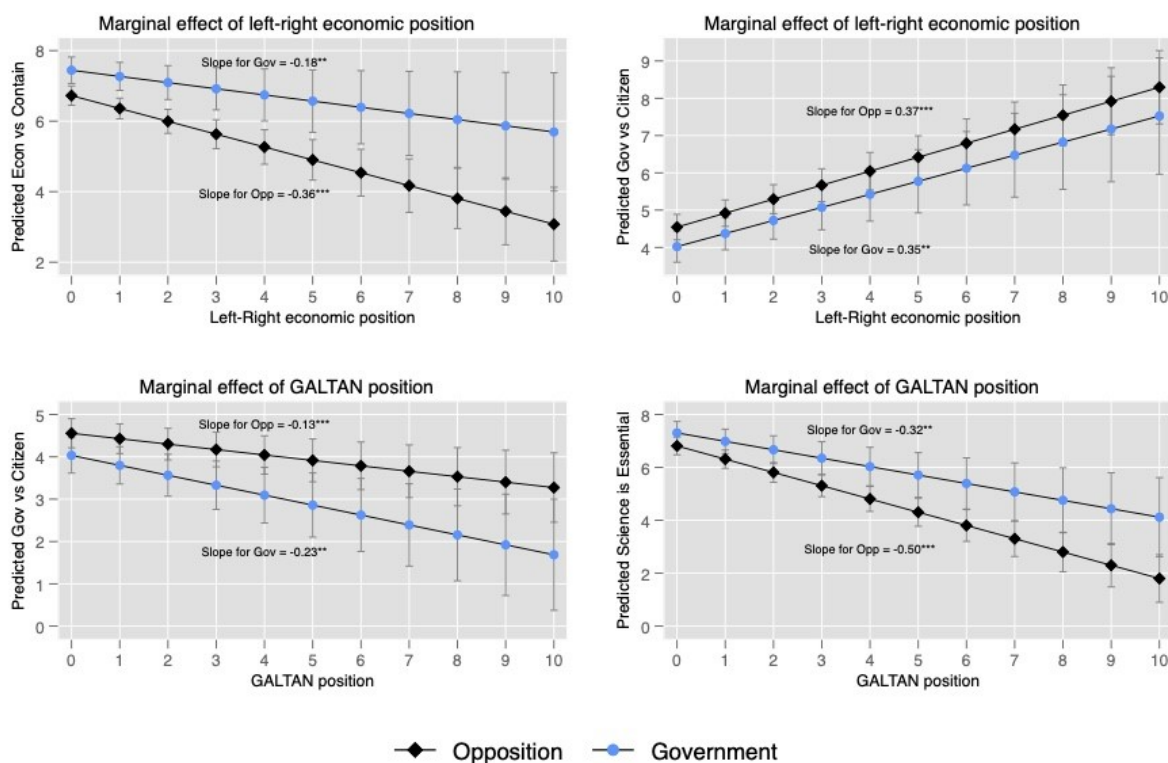 Marginal effect of left-right economic position
Predicted Econ vs Contain
8
6
4
2
Slope for Gov = -0.18**
Slope for Opp = -0.36***
0 1 2 3 4 5 6 7 8 9 10
Left-Right economic position
Marginal effect of left-right economic position
Predicted Gov vs Citizen
9
8
7
6
5
4
Slope for Opp = 0.37***
Slope for Gov = 0.35**
0 1 2 3 4 5 6 7 8 9 10
Left-Right economic position
Marginal effect of GALTAN position
Predicted Gov vs Citizen
5
4
3
2
1
0
Slope for Opp = -0.13***
Slope for Gov = -0.23**
0 1 2 3 4 5 6 7 8 9 10
GALTAN position
Marginal effect of GALTAN position
Predicted Science is Essential
8
6
4
2
0
Slope for Gov = -0.32**
Slope for Opp = -0.50***
0 1 2 3 4 5 6 7 8 9 10
GALTAN position
Opposition Government